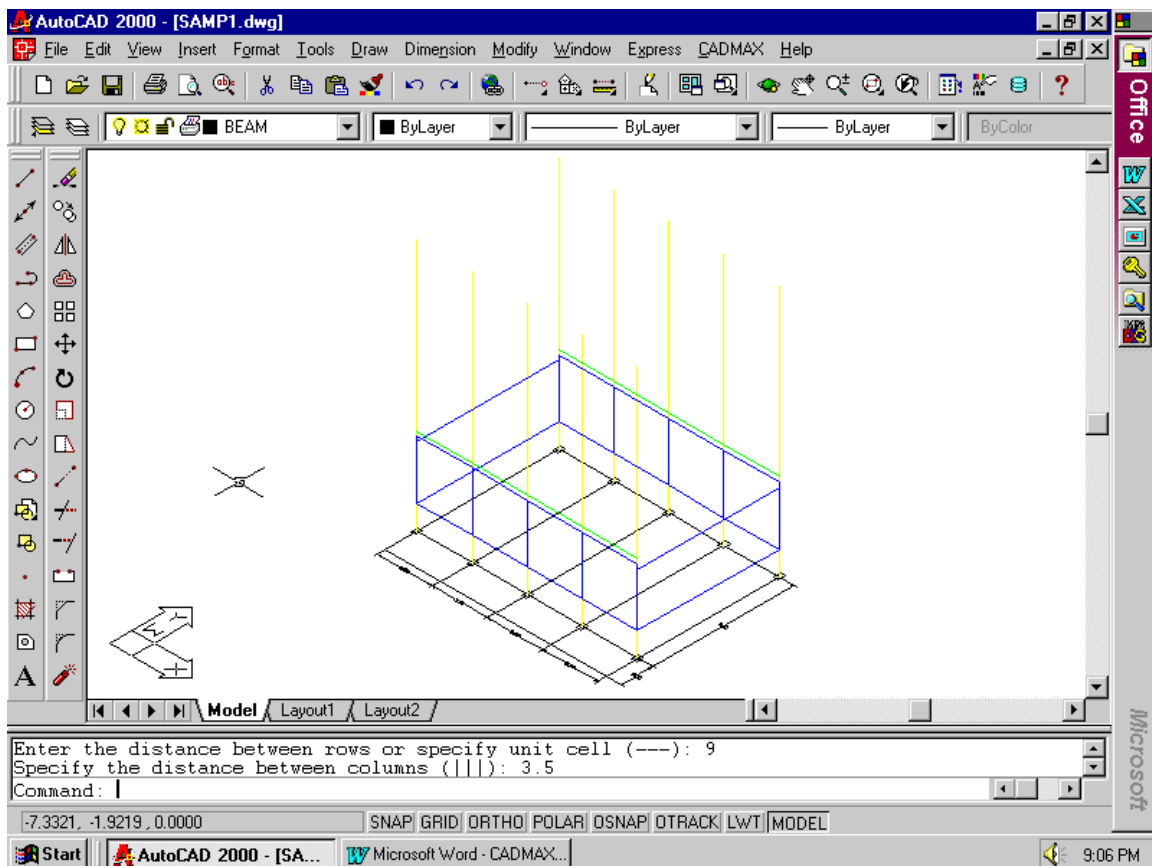 AutoCAD 2000 - [SAMP1.dwg]
File Edit View Insert Format Tools Draw Dimension Modify Window Express CADMAX Help
BEAM ByLayer ByLayer ByLayer ByColor
Office
A
Y
W
X
Model Layout1 Layout2
Enter the distance between rows or specify unit cell (---): 9
Specify the distance between columns (|||): 3.5
Command:
Microsoft
-7.3321, -1.9219 , 0.0000 SNAP GRID ORTHO POLAR OSNAP OTRACK LWT MODEL
Start AutoCAD 2000 - [SA... Microsoft Word - CADMAX... 9:06 PM